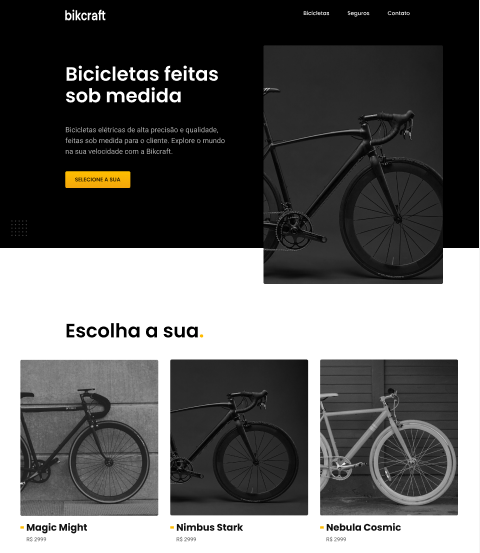 bikcraft
Bicicletas Seguros Contato
Bicicletas feitas
sob medida
Bicicletas elétricas de alta precisão e qualidade,
feitas sob medida para o cliente. Explore o mundo
na sua velocidade com a Bikcraft.
SELECIONE A SUA
Escolha a sua.
Magic Might
R$ 2999
Nimbus Stark
R$ 2999
Nebula Cosmic
R$ 2999